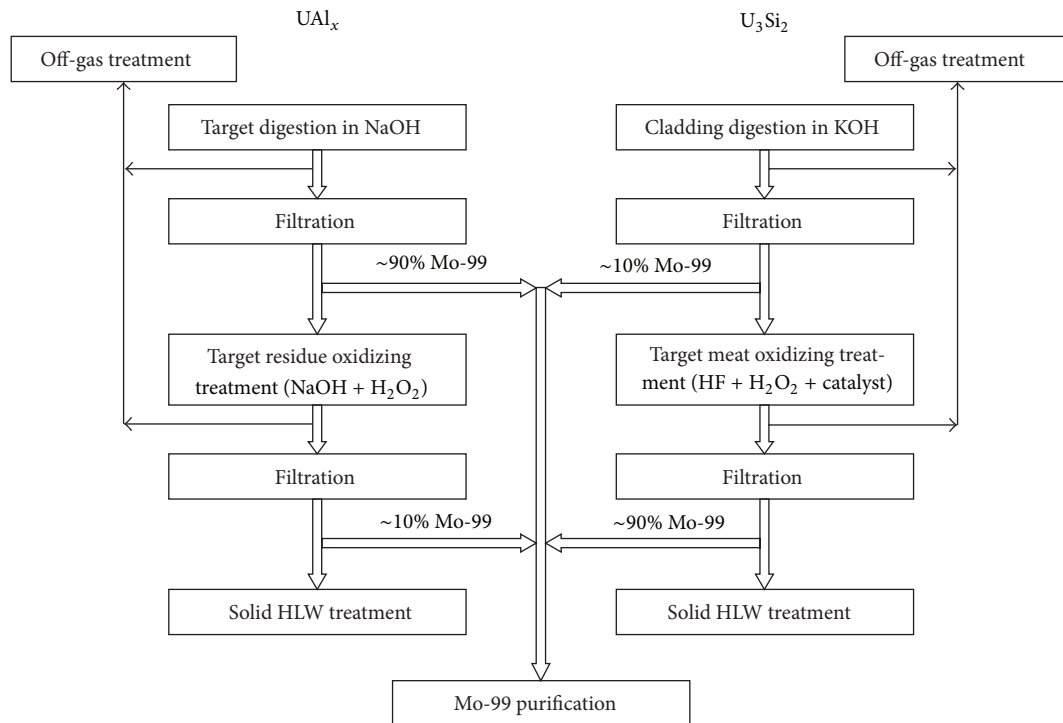 UAlₓ
U₃Si₂
Off-gas treatment
Off-gas treatment
Target digestion in NaOH
Cladding digestion in KOH
Filtration
Filtration
~90% Mo-99
~10% Mo-99
Target residue oxidizing
treatment (NaOH + H₂O₂)
Target meat oxidizing treat-
ment (HF + H₂O₂ + catalyst)
Filtration
Filtration
~10% Mo-99
~90% Mo-99
Solid HLW treatment
Solid HLW treatment
Mo-99 purification